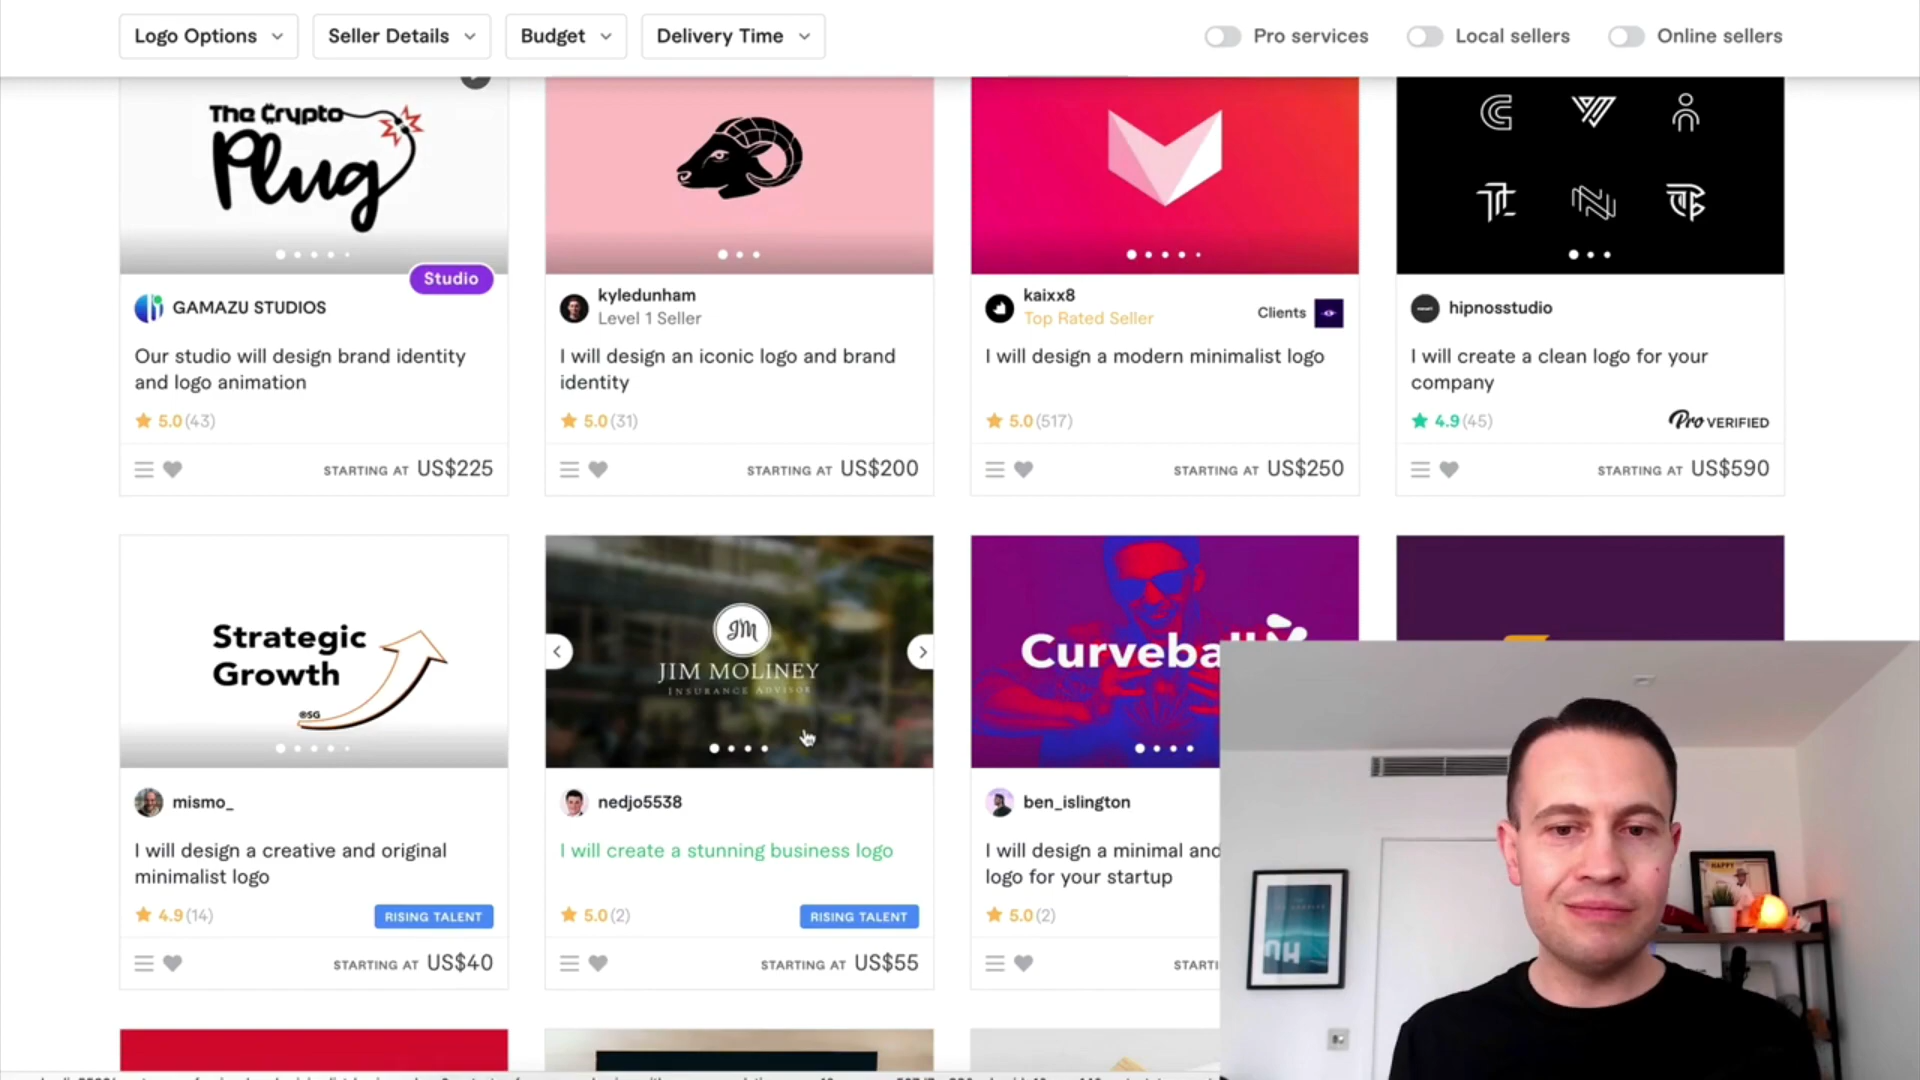 Logo Options
Seller Details
Budget
Delivery Time
Pro services
Local sellers
Online sellers
The Crypto
Plug
Studio
GAMAZU STUDIOS
Our studio will design brand identity
and logo animation
5.0 (43)
STARTING AT US$225
kyledunham
Level 1 Seller
I will design an iconic logo and brand
identity
5.0 (31)
STARTING AT US$200
kaixx8
Top Rated Seller
Clients
I will design a modern minimalist logo
5.0 (517)
STARTING AT US$250
hipnosstudio
I will create a clean logo for your
company
4.9 (45)
Pro VERIFIED
STARTING AT US$590
Strategic
Growth
®SG
mismo_
I will design a creative and original
minimalist logo
4.9 (14)
RISING TALENT
STARTING AT US$40
JM
JIM MOLINEY
INSURANCE ADVISOR
nedjo5538
I will create a stunning business logo
5.0 (2)
RISING TALENT
STARTING AT US$55
Curveball
ben_islington
I will design a minimal and
logo for your startup
5.0 (2)
STARTI
HAPPY